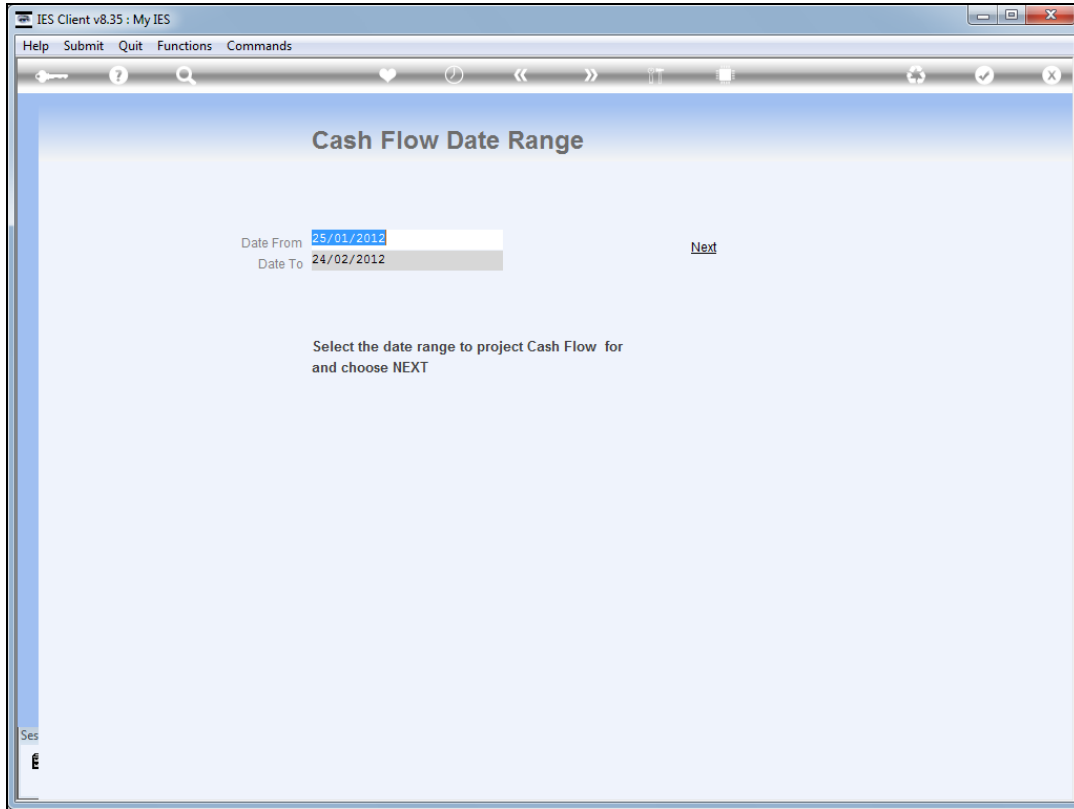 IES Client v8.35 : My IES
Help Submit Quit Functions Commands
Cash Flow Date Range
Date From 25/01/2012
Next
Date To 24/02/2012
Select the date range to project Cash Flow for
and choose NEXT
Ses